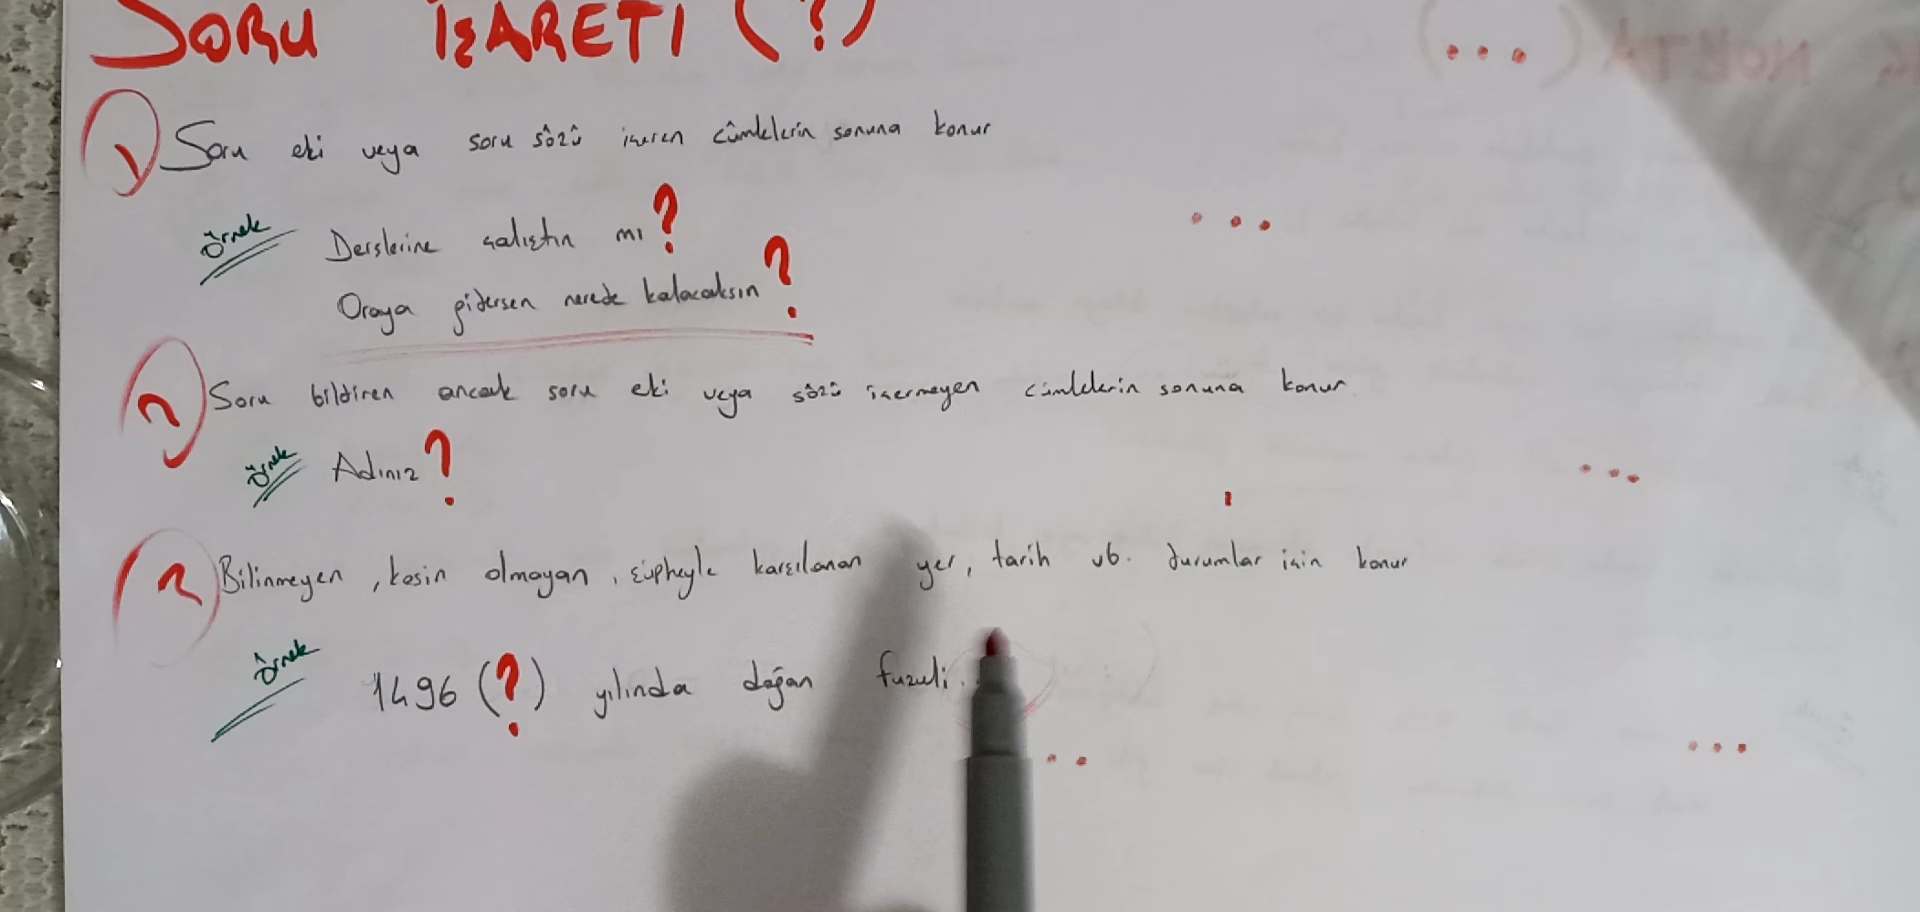 SORU İŞARETİ (?)
1) Soru eki veya soru sözü içeren cümlelerin sonuna konur
Örnek Derslerine çalıştın mı?
Oraya gidersen nerede kalacaksın?
2) Soru bildiren ancak soru eki veya sözü içermeyen cümlelerin sonuna konur
Örnek Adınız?
Bilinmeyen, kesin olmayan, şüpheyle karşılanan yer, tarih vb. durumlar için konur
Örnek 1496 (?) yılında doğan fuzuli.